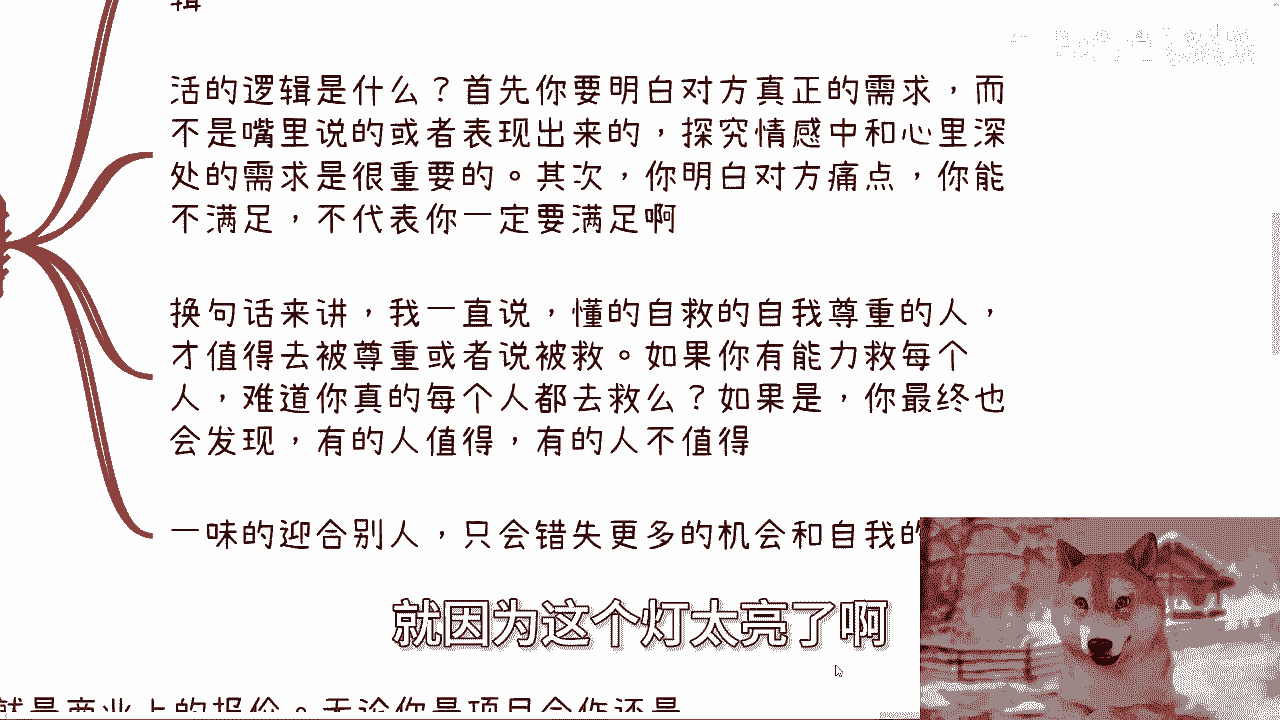 辑
活的逻辑是什么？首先你要明白对方真正的需求，而
不是嘴里说的或者表现出来的，探究情感中和心里深
处的需求是很重要的。其次，你明白对方痛点，你能
不满足，不代表你一定要满足啊
换句话来讲，我一直说，懂的自救的自我尊重的人，
才值得去被尊重或者说被救。如果你有能力救每个
人，难道你真的每个人都去救么？如果是，你最终也
会发现，有的人值得，有的人不值得
一味的迎合别人，只会错失更多的机会和自我的
就因为这个灯太亮了啊
就是商业上的报价。无论你是项目合作还是